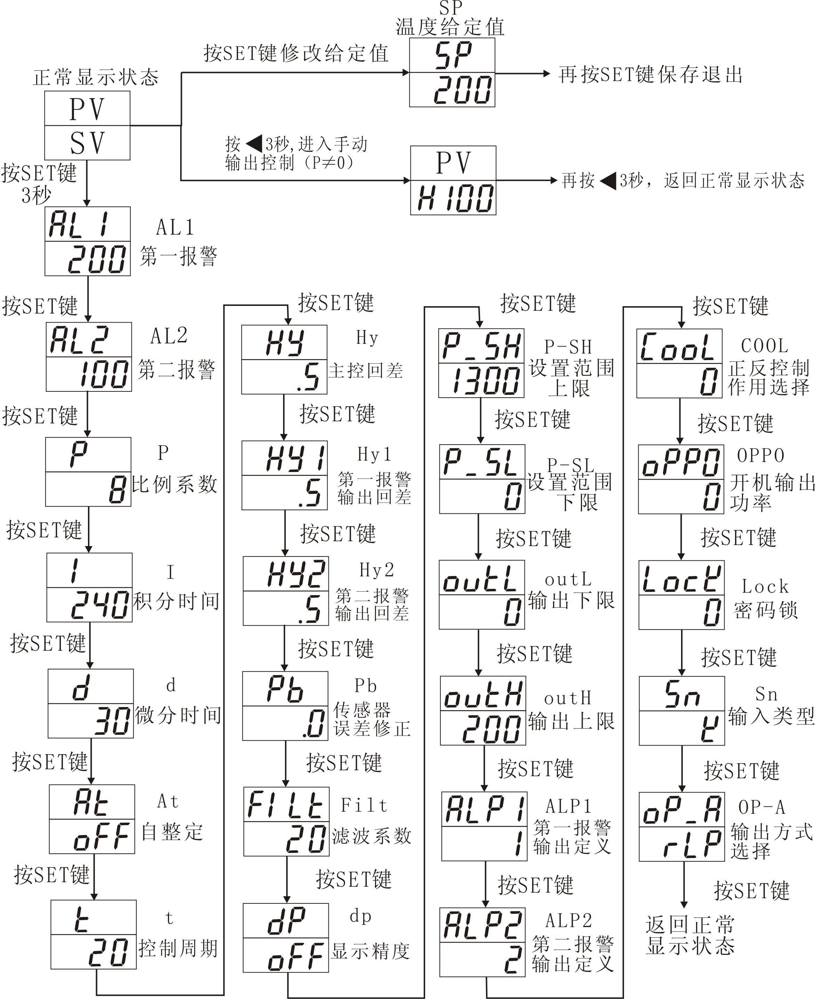 SP
温度给定值
按SET键修改给定值
SP
200
再按SET键保存退出
正常显示状态
PV
SV
按◀3秒,进入手动
输出控制（P≠0）
PV
H100
再按◀3秒，返回正常显示状态
按SET键
3秒
AL1
200
AL1
第一报警
按SET键
AL2
100
AL2
第二报警
按SET键
P
8
P
比例系数
按SET键
I
240
I
积分时间
按SET键
d
30
d
微分时间
按SET键
At
oFF
At
自整定
按SET键
t
20
t
控制周期
按SET键
Hy
.5
Hy
主控回差
按SET键
Hy1
.5
Hy1
第一报警
输出回差
按SET键
Hy2
.5
Hy2
第二报警
输出回差
按SET键
Pb
.0
Pb
传感器
误差修正
按SET键
FILt
20
Filt
滤波系数
按SET键
dP
oFF
dp
显示精度
按SET键
P_SH
1300
P-SH
设置范围
上限
按SET键
P_SL
0
P-SL
设置范围
下限
按SET键
outL
0
outL
输出下限
按SET键
outH
200
outH
输出上限
按SET键
ALP1
1
ALP1
第一报警
输出定义
按SET键
ALP2
2
ALP2
第二报警
输出定义
按SET键
CooL
0
COOL
正反控制
作用选择
按SET键
oPPO
0
OPPO
开机输出
功率
按SET键
LocK
0
Lock
密码锁
按SET键
Sn
K
Sn
输入类型
按SET键
oP_A
rLP
OP-A
输出方式
选择
按SET键
返回正常
显示状态